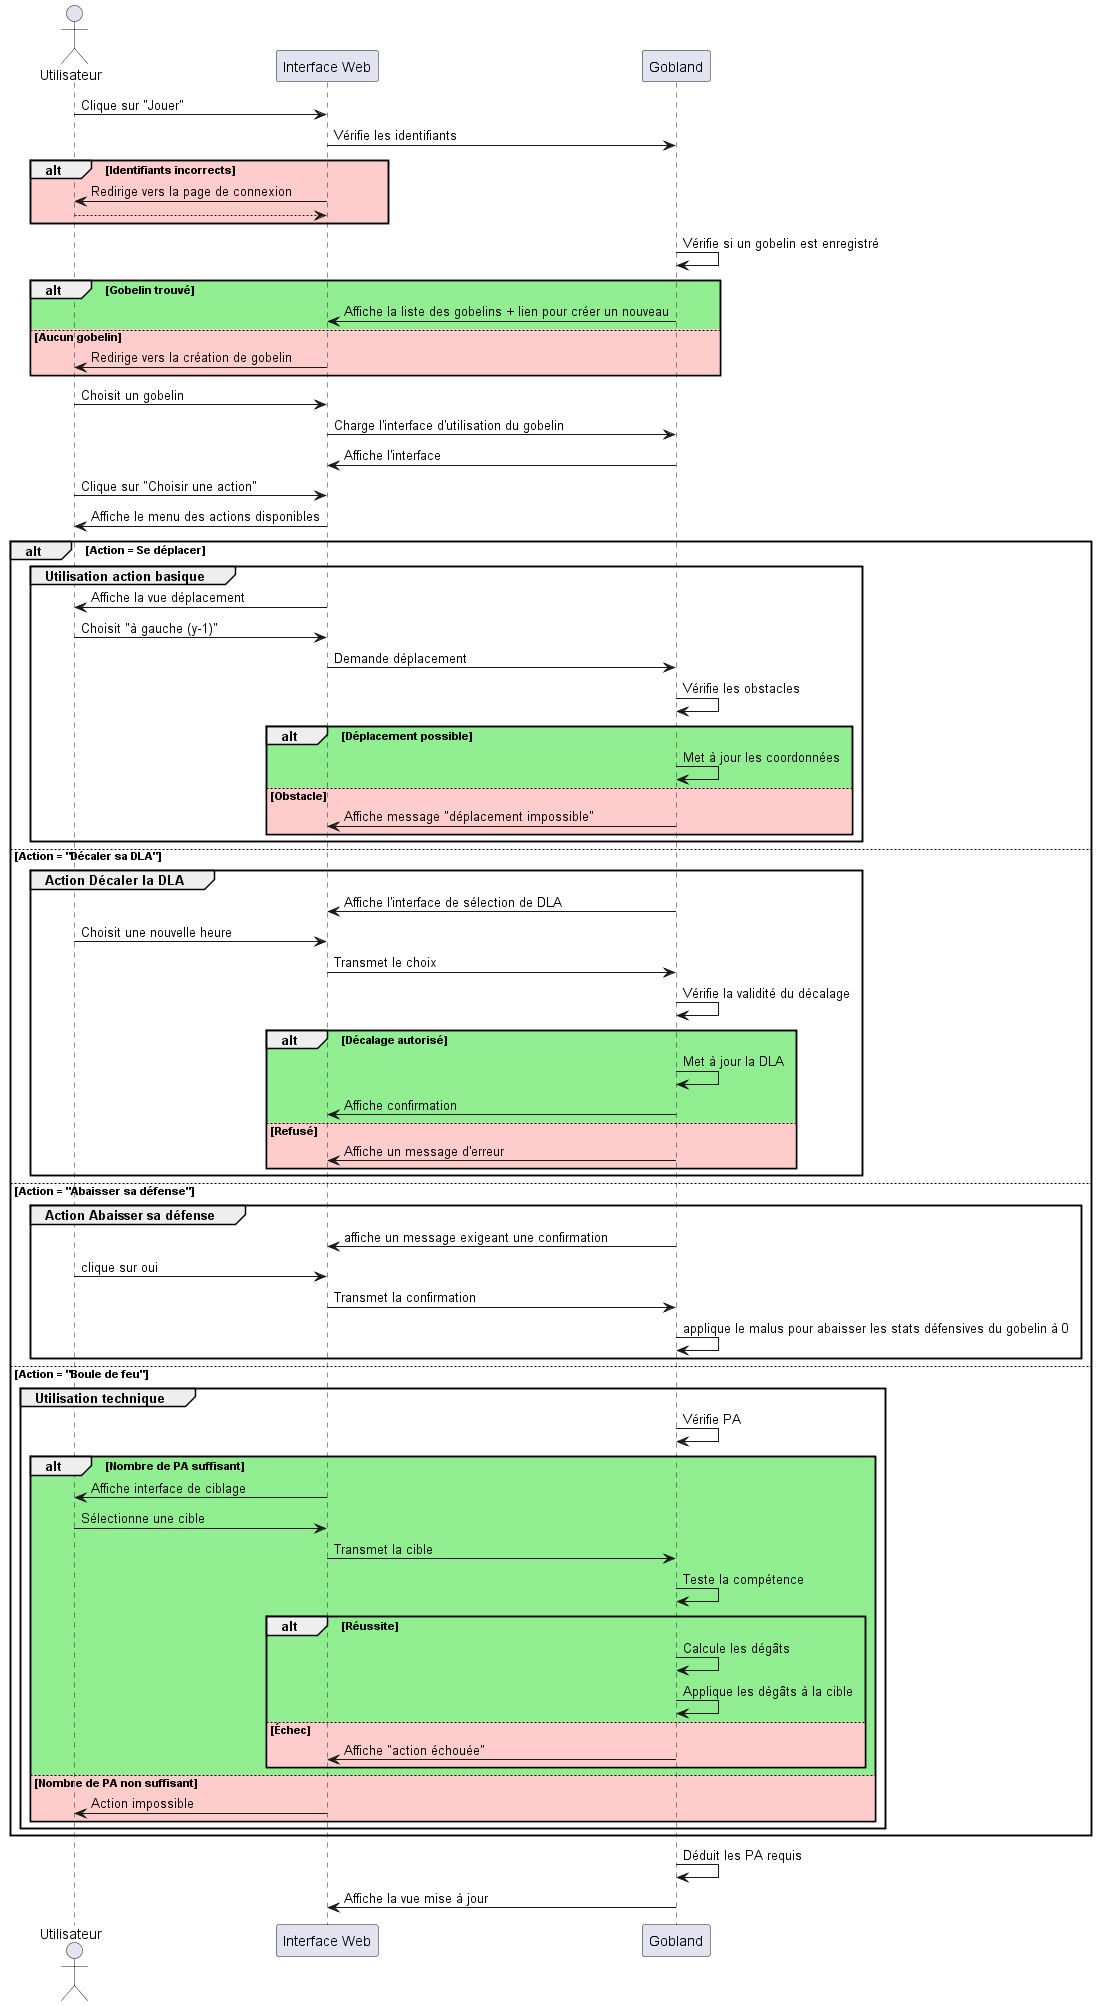 Utilisateur
Interface Web
Gobland
Clique sur "Jouer"
Vérifie les identifiants
alt [Identifiants incorrects]
Redirige vers la page de connexion
Vérifie si un gobelin est enregistré
alt [Gobelin trouvé]
Affiche la liste des gobelins + lien pour créer un nouveau
[Aucun gobelin]
Redirige vers la création de gobelin
Choisit un gobelin
Charge l'interface d'utilisation du gobelin
Affiche l'interface
Clique sur "Choisir une action"
Affiche le menu des actions disponibles
alt [Action = Se déplacer]
Utilisation action basique
Affiche la vue déplacement
Choisit "à gauche (y-1)"
Demande déplacement
Vérifie les obstacles
alt [Déplacement possible]
Met à jour les coordonnées
[Obstacle]
Affiche message "déplacement impossible"
[Action = "Décaler sa DLA"]
Action Décaler la DLA
Affiche l'interface de sélection de DLA
Choisit une nouvelle heure
Transmet le choix
Vérifie la validité du décalage
alt [Décalage autorisé]
Met à jour la DLA
Affiche confirmation
[Refusé]
Affiche un message d'erreur
[Action = "Abaisser sa défense"]
Action Abaisser sa défense
affiche un message exigeant une confirmation
clique sur oui
Transmet la confirmation
applique le malus pour abaisser les stats défensives du gobelin à 0
[Action = "Boule de feu"]
Utilisation technique
Vérifie PA
alt [Nombre de PA suffisant]
Affiche interface de ciblage
Sélectionne une cible
Transmet la cible
Teste la compétence
alt [Réussite]
Calcule les dégâts
Applique les dégâts à la cible
[Échec]
Affiche "action échouée"
[Nombre de PA non suffisant]
Action impossible
Déduit les PA requis
Affiche la vue mise à jour
Utilisateur
Interface Web
Gobland